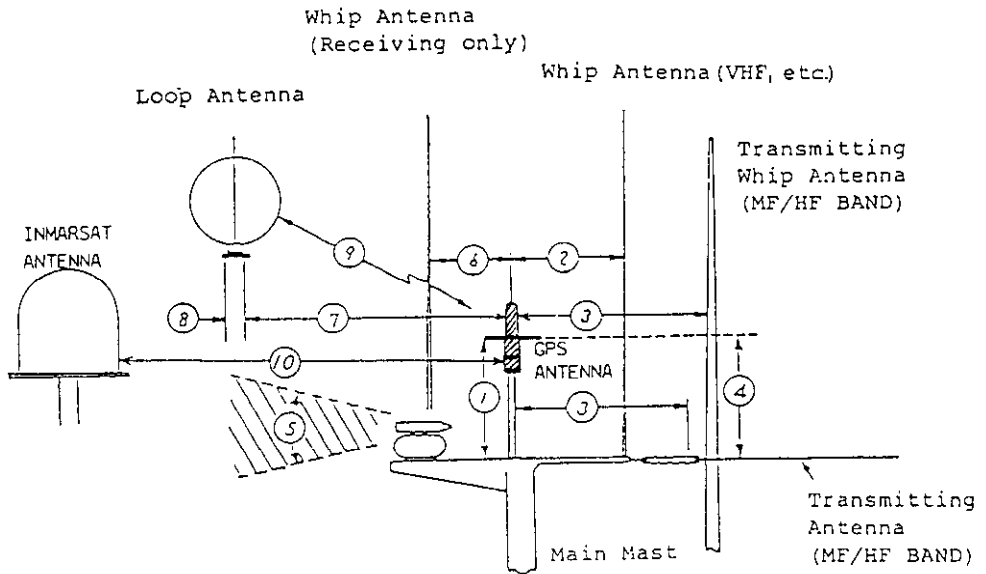 Whip Antenna
(Receiving only)
Whip Antenna (VHF, etc.)
Loop Antenna
Transmitting
Whip Antenna
(MF/HF BAND)
INMARSAT
ANTENNA
9
6
2
8
7
3
GPS
ANTENNA
10
1
4
3
5
Transmitting
Antenna
(MF/HF BAND)
Main Mast